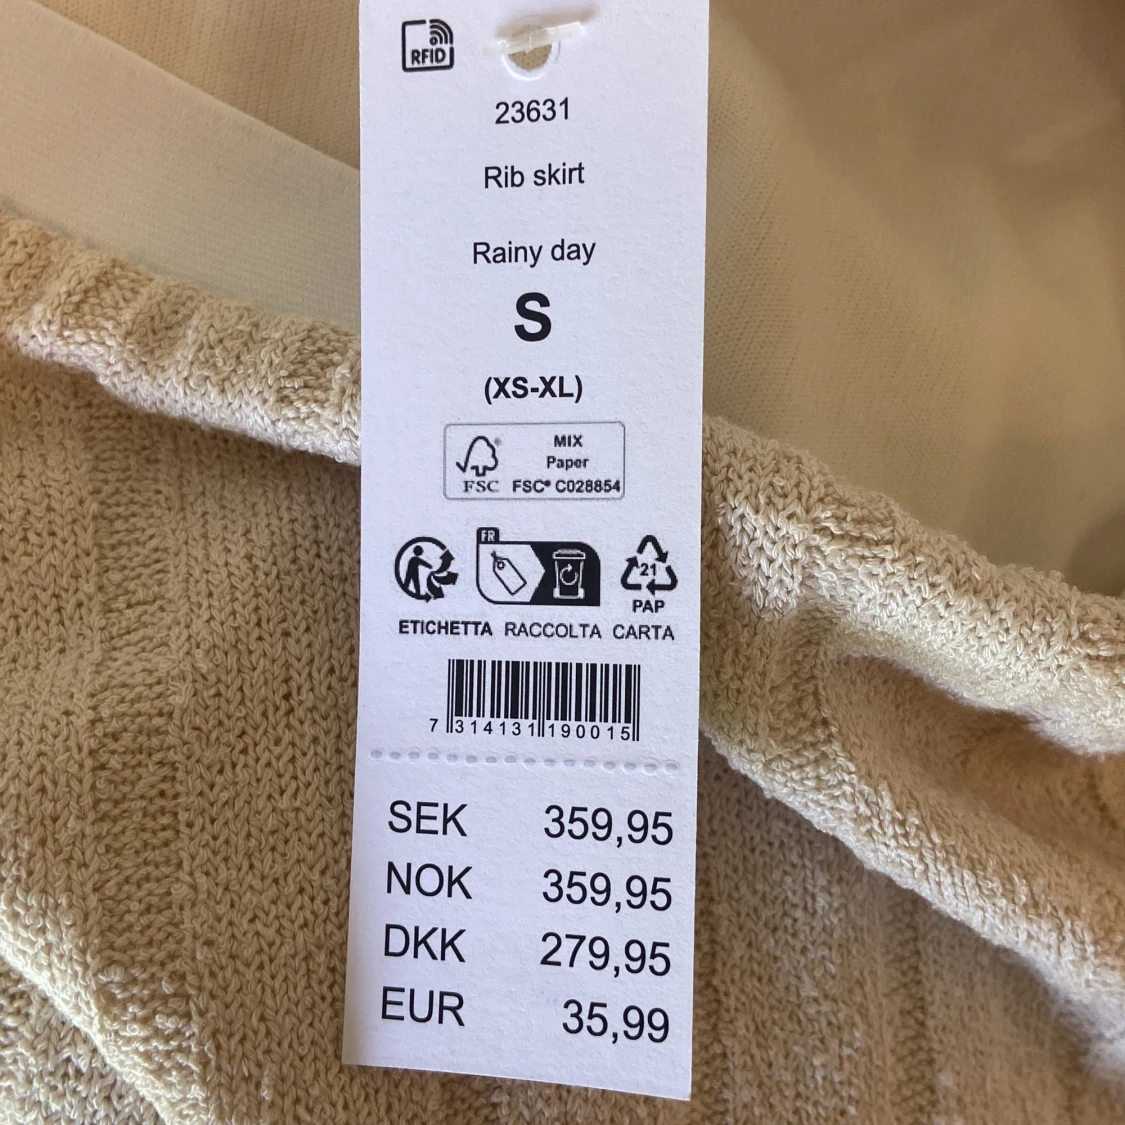 RFID
23631
Rib skirt
Rainy day
S
(XS-XL)
MIX
Paper
FSC FSC® C028854
FR
21
PAP
ETICHETTA RACCOLTA CARTA
7 314131 190015
SEK 359,95
NOK 359,95
DKK 279,95
EUR 35,99